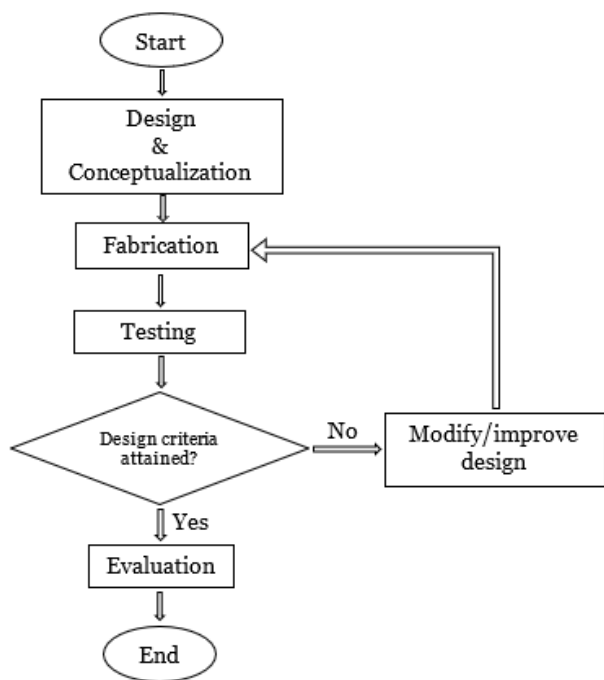 Start
Design
&
Conceptualization
Fabrication
Testing
Design criteria
attained?
No
Modify/improve
design
Yes
Evaluation
End